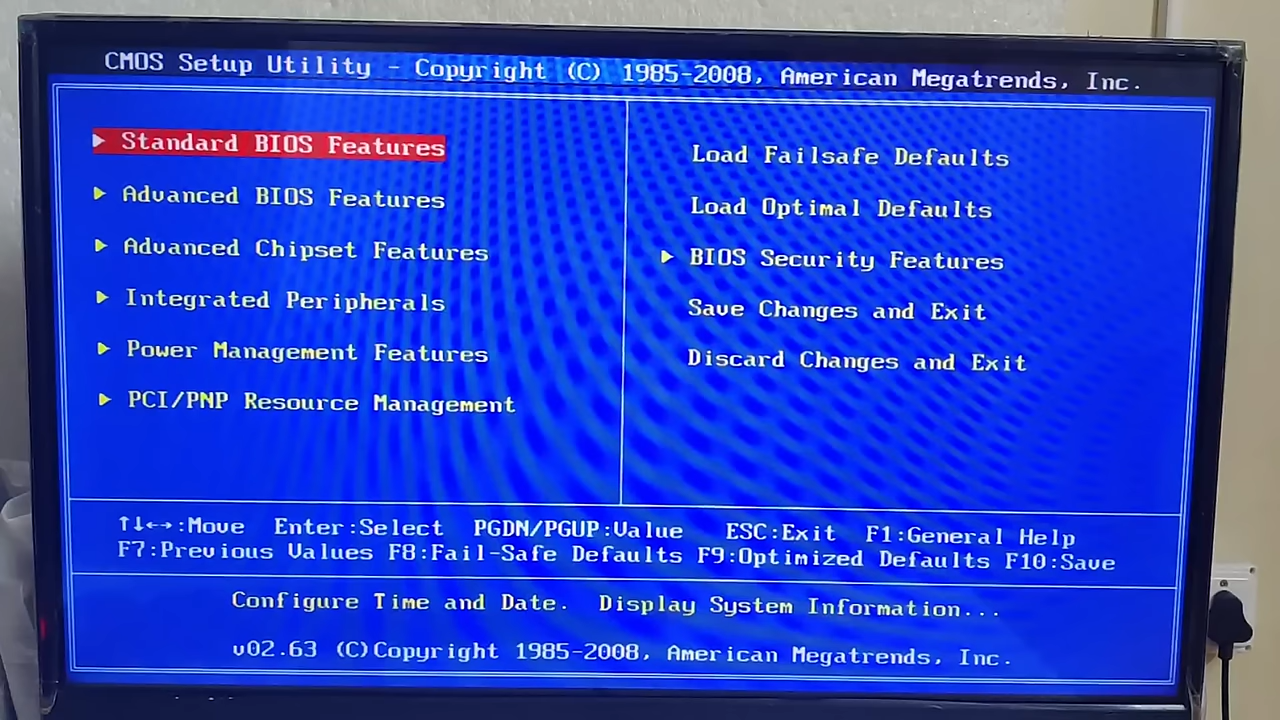 CMOS Setup Utility - Copyright (C) 1985-2008, American Megatrends, Inc.
Standard BIOS Features
Advanced BIOS Features
Advanced Chipset Features
Integrated Peripherals
Power Management Features
PCI/PNP Resource Management
Load Failsafe Defaults
Load Optimal Defaults
BIOS Security Features
Save Changes and Exit
Discard Changes and Exit
↑↓←→:Move Enter:Select PGDN/PGUP:Value ESC:Exit F1:General Help
F7:Previous Values F8:Fail-Safe Defaults F9:Optimized Defaults F10:Save
Configure Time and Date. Display System Information...
v02.63 (C)Copyright 1985-2008, American Megatrends, Inc.